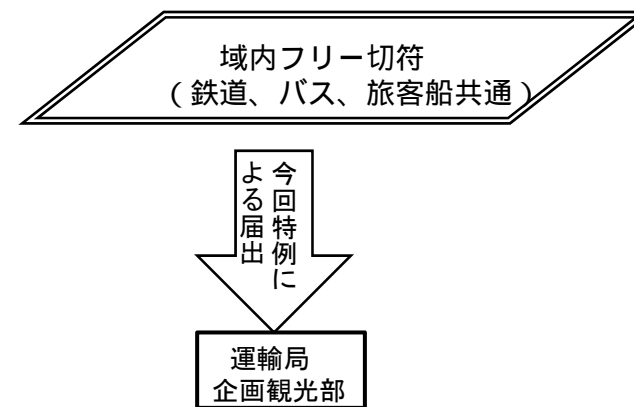 域内フリー切符
（鉄道、バス、旅客船共通）
今回特例に
よる届出
運輸局
企画観光部